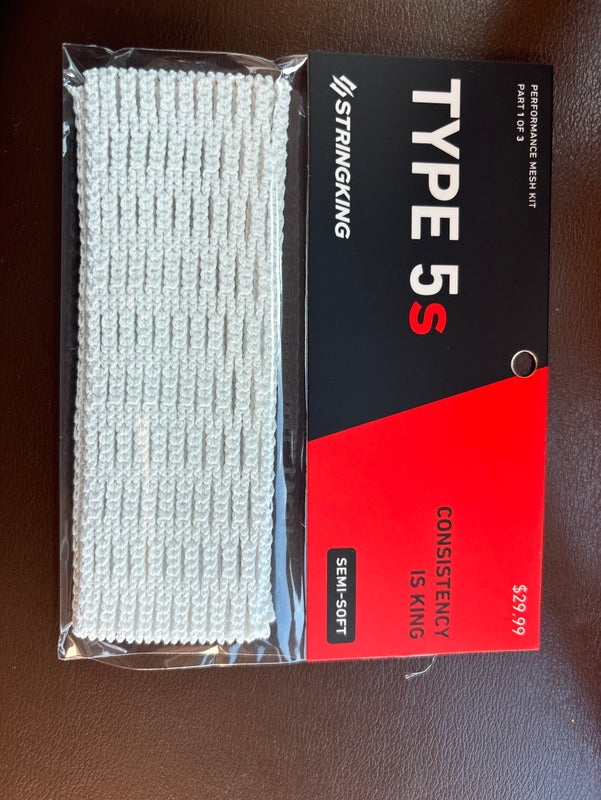 PERFORMANCE MESH KIT
PART 1 OF 3
TYPE 5s
STRINGKING
$29.99
CONSISTENCY
IS KING
SEMI-SOFT